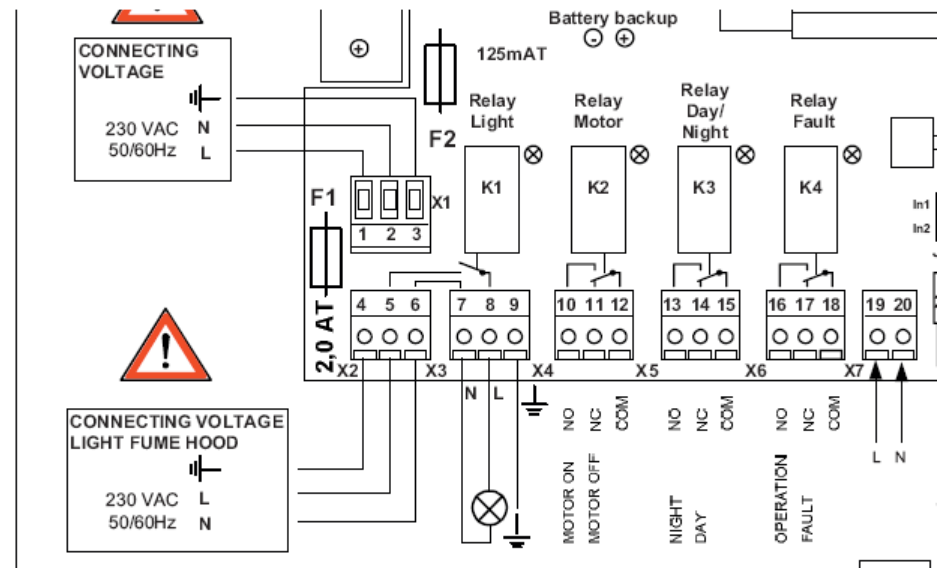 Battery backup
- +
+
125mAT
F2
CONNECTING
VOLTAGE
230 VAC N
50/60Hz L
Relay
Light
Relay
Motor
Relay
Day/
Night
Relay
Fault
K1
K2
K3
K4
In1
In2
F1
2,0 AT
X1
1 2 3
4 5 6
7 8 9
10 11 12
13 14 15
16 17 18
19 20
X2
X3
X4
X5
X6
X7
!
N L
NO
NC
COM
NO
NC
COM
NO
NC
COM
L N
MOTOR ON
MOTOR OFF
NIGHT
DAY
OPERATION
FAULT
CONNECTING VOLTAGE
LIGHT FUME HOOD
230 VAC L
50/60Hz N